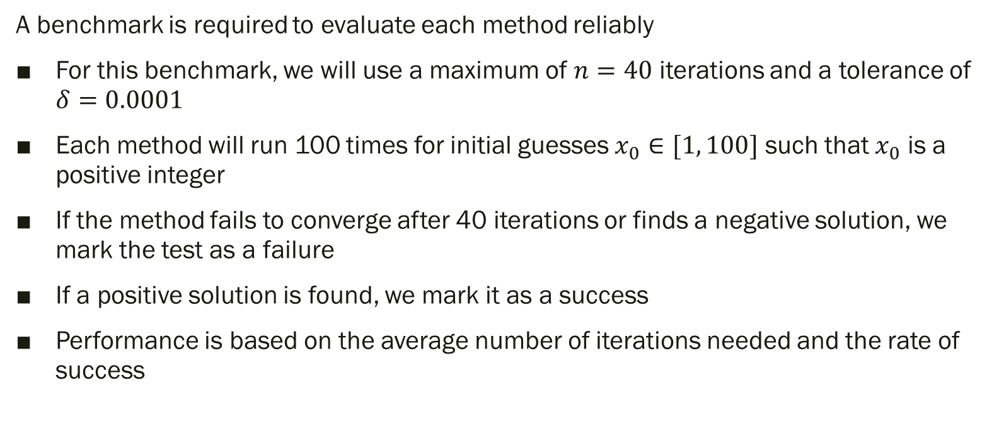 A benchmark is required to evaluate each method reliably
■ For this benchmark, we will use a maximum of n = 40 iterations and a tolerance of
δ = 0.0001
■ Each method will run 100 times for initial guesses x₀ ∈ [1, 100] such that x₀ is a
positive integer
■ If the method fails to converge after 40 iterations or finds a negative solution, we
mark the test as a failure
■ If a positive solution is found, we mark it as a success
■ Performance is based on the average number of iterations needed and the rate of
success